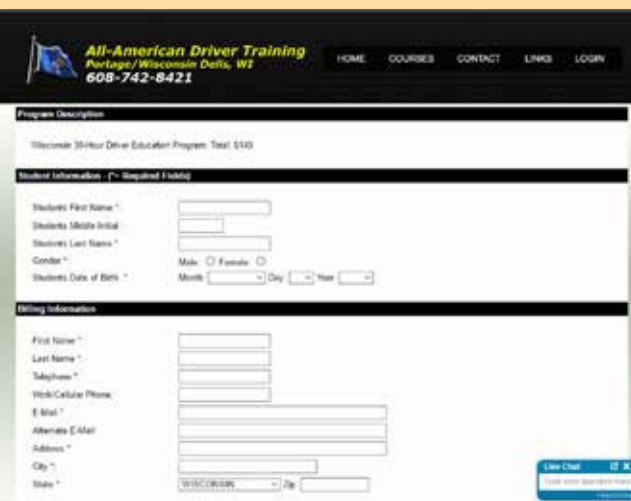 All-American Driver Training
Portage/Wisconsin Dells, WI
608-742-8421
HOME COURSES CONTACT LINKS LOGIN
Program Description
Wisconsin 30-Hour Driver Education Program: Total: $149
Student Information - (*= Required Fields)
Students First Name *:
Students Middle Initial:
Students Last Name *
Gender *: Male Female
Students Date of Birth: * Month Day Year
Billing Information
First Name *
Last Name *
Telephone *
Work/Cellular Phone:
E-Mail *
Alternate E-Mail
Address *
City *:
State * WISCONSIN Zip
Live Chat